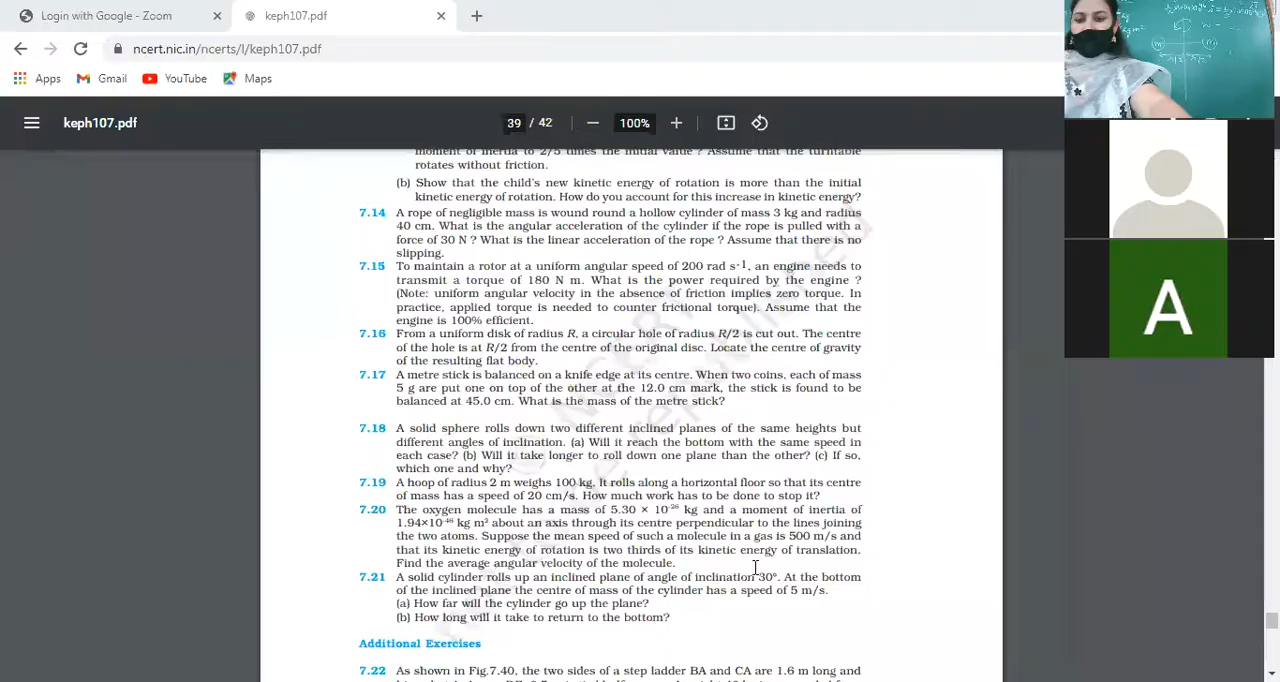 Login with Google - Zoom
keph107.pdf
ncert.nic.in/ncerts/l/keph107.pdf
Apps
Gmail
YouTube
Maps
keph107.pdf
39 / 42
100%
moment of inertia to 2/5 times the initial value ? Assume that the turntable
rotates without friction.
(b) Show that the child's new kinetic energy of rotation is more than the initial
kinetic energy of rotation. How do you account for this increase in kinetic energy?
7.14 A rope of negligible mass is wound round a hollow cylinder of mass 3 kg and radius
40 cm. What is the angular acceleration of the cylinder if the rope is pulled with a
force of 30 N ? What is the linear acceleration of the rope ? Assume that there is no
slipping.
7.15 To maintain a rotor at a uniform angular speed of 200 rad s-1, an engine needs to
transmit a torque of 180 N m. What is the power required by the engine ?
(Note: uniform angular velocity in the absence of friction implies zero torque. In
practice, applied torque is needed to counter frictional torque). Assume that the
engine is 100% efficient.
7.16 From a uniform disk of radius R, a circular hole of radius R/2 is cut out. The centre
of the hole is at R/2 from the centre of the original disc. Locate the centre of gravity
of the resulting flat body.
7.17 A metre stick is balanced on a knife edge at its centre. When two coins, each of mass
5 g are put one on top of the other at the 12.0 cm mark, the stick is found to be
balanced at 45.0 cm. What is the mass of the metre stick?
7.18 A solid sphere rolls down two different inclined planes of the same heights but
different angles of inclination. (a) Will it reach the bottom with the same speed in
each case? (b) Will it take longer to roll down one plane than the other? (c) If so,
which one and why?
7.19 A hoop of radius 2 m weighs 100 kg. It rolls along a horizontal floor so that its centre
of mass has a speed of 20 cm/s. How much work has to be done to stop it?
7.20 The oxygen molecule has a mass of 5.30 × 10-26 kg and a moment of inertia of
1.94×10-46 kg m2 about an axis through its centre perpendicular to the lines joining
the two atoms. Suppose the mean speed of such a molecule in a gas is 500 m/s and
that its kinetic energy of rotation is two thirds of its kinetic energy of translation.
Find the average angular velocity of the molecule.
7.21 A solid cylinder rolls up an inclined plane of angle of inclination 30°. At the bottom
of the inclined plane the centre of mass of the cylinder has a speed of 5 m/s.
(a) How far will the cylinder go up the plane?
(b) How long will it take to return to the bottom?
Additional Exercises
7.22 As shown in Fig.7.40, the two sides of a step ladder BA and CA are 1.6 m long and
A